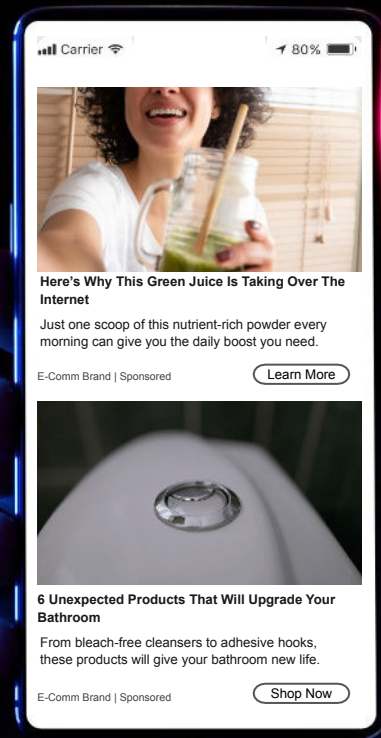 Carrier 80%
Here’s Why This Green Juice Is Taking Over The
Internet
Just one scoop of this nutrient-rich powder every
morning can give you the daily boost you need.
E-Comm Brand | Sponsored Learn More
6 Unexpected Products That Will Upgrade Your
Bathroom
From bleach-free cleansers to adhesive hooks,
these products will give your bathroom new life.
E-Comm Brand | Sponsored Shop Now